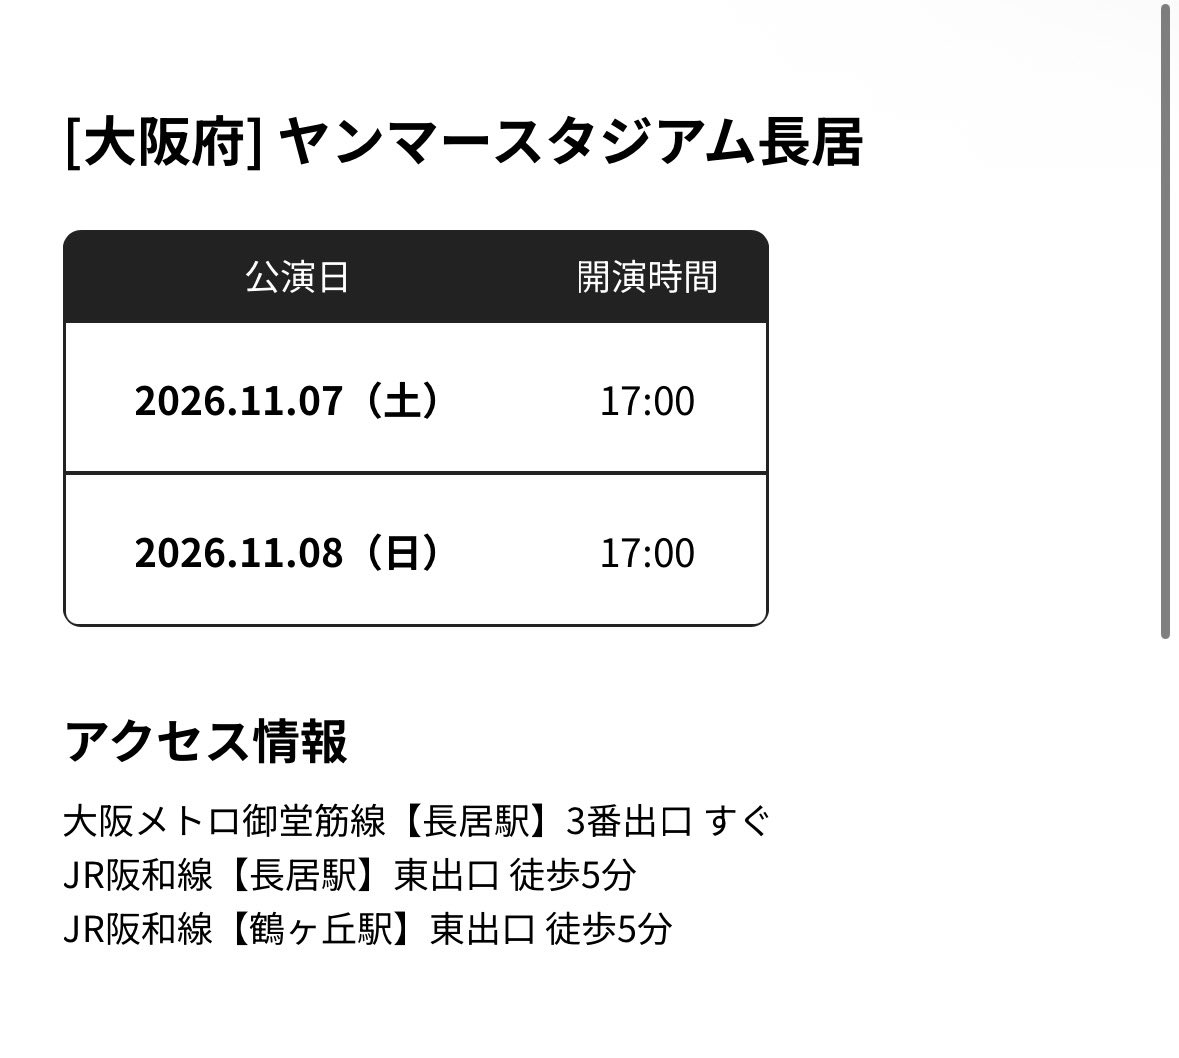 [大阪府] ヤンマースタジアム長居
公演日 開演時間
2026.11.07（土） 17:00
2026.11.08（日） 17:00
アクセス情報
大阪メトロ御堂筋線【長居駅】3番出口 すぐ
JR阪和線【長居駅】東出口 徒歩5分
JR阪和線【鶴ヶ丘駅】東出口 徒歩5分